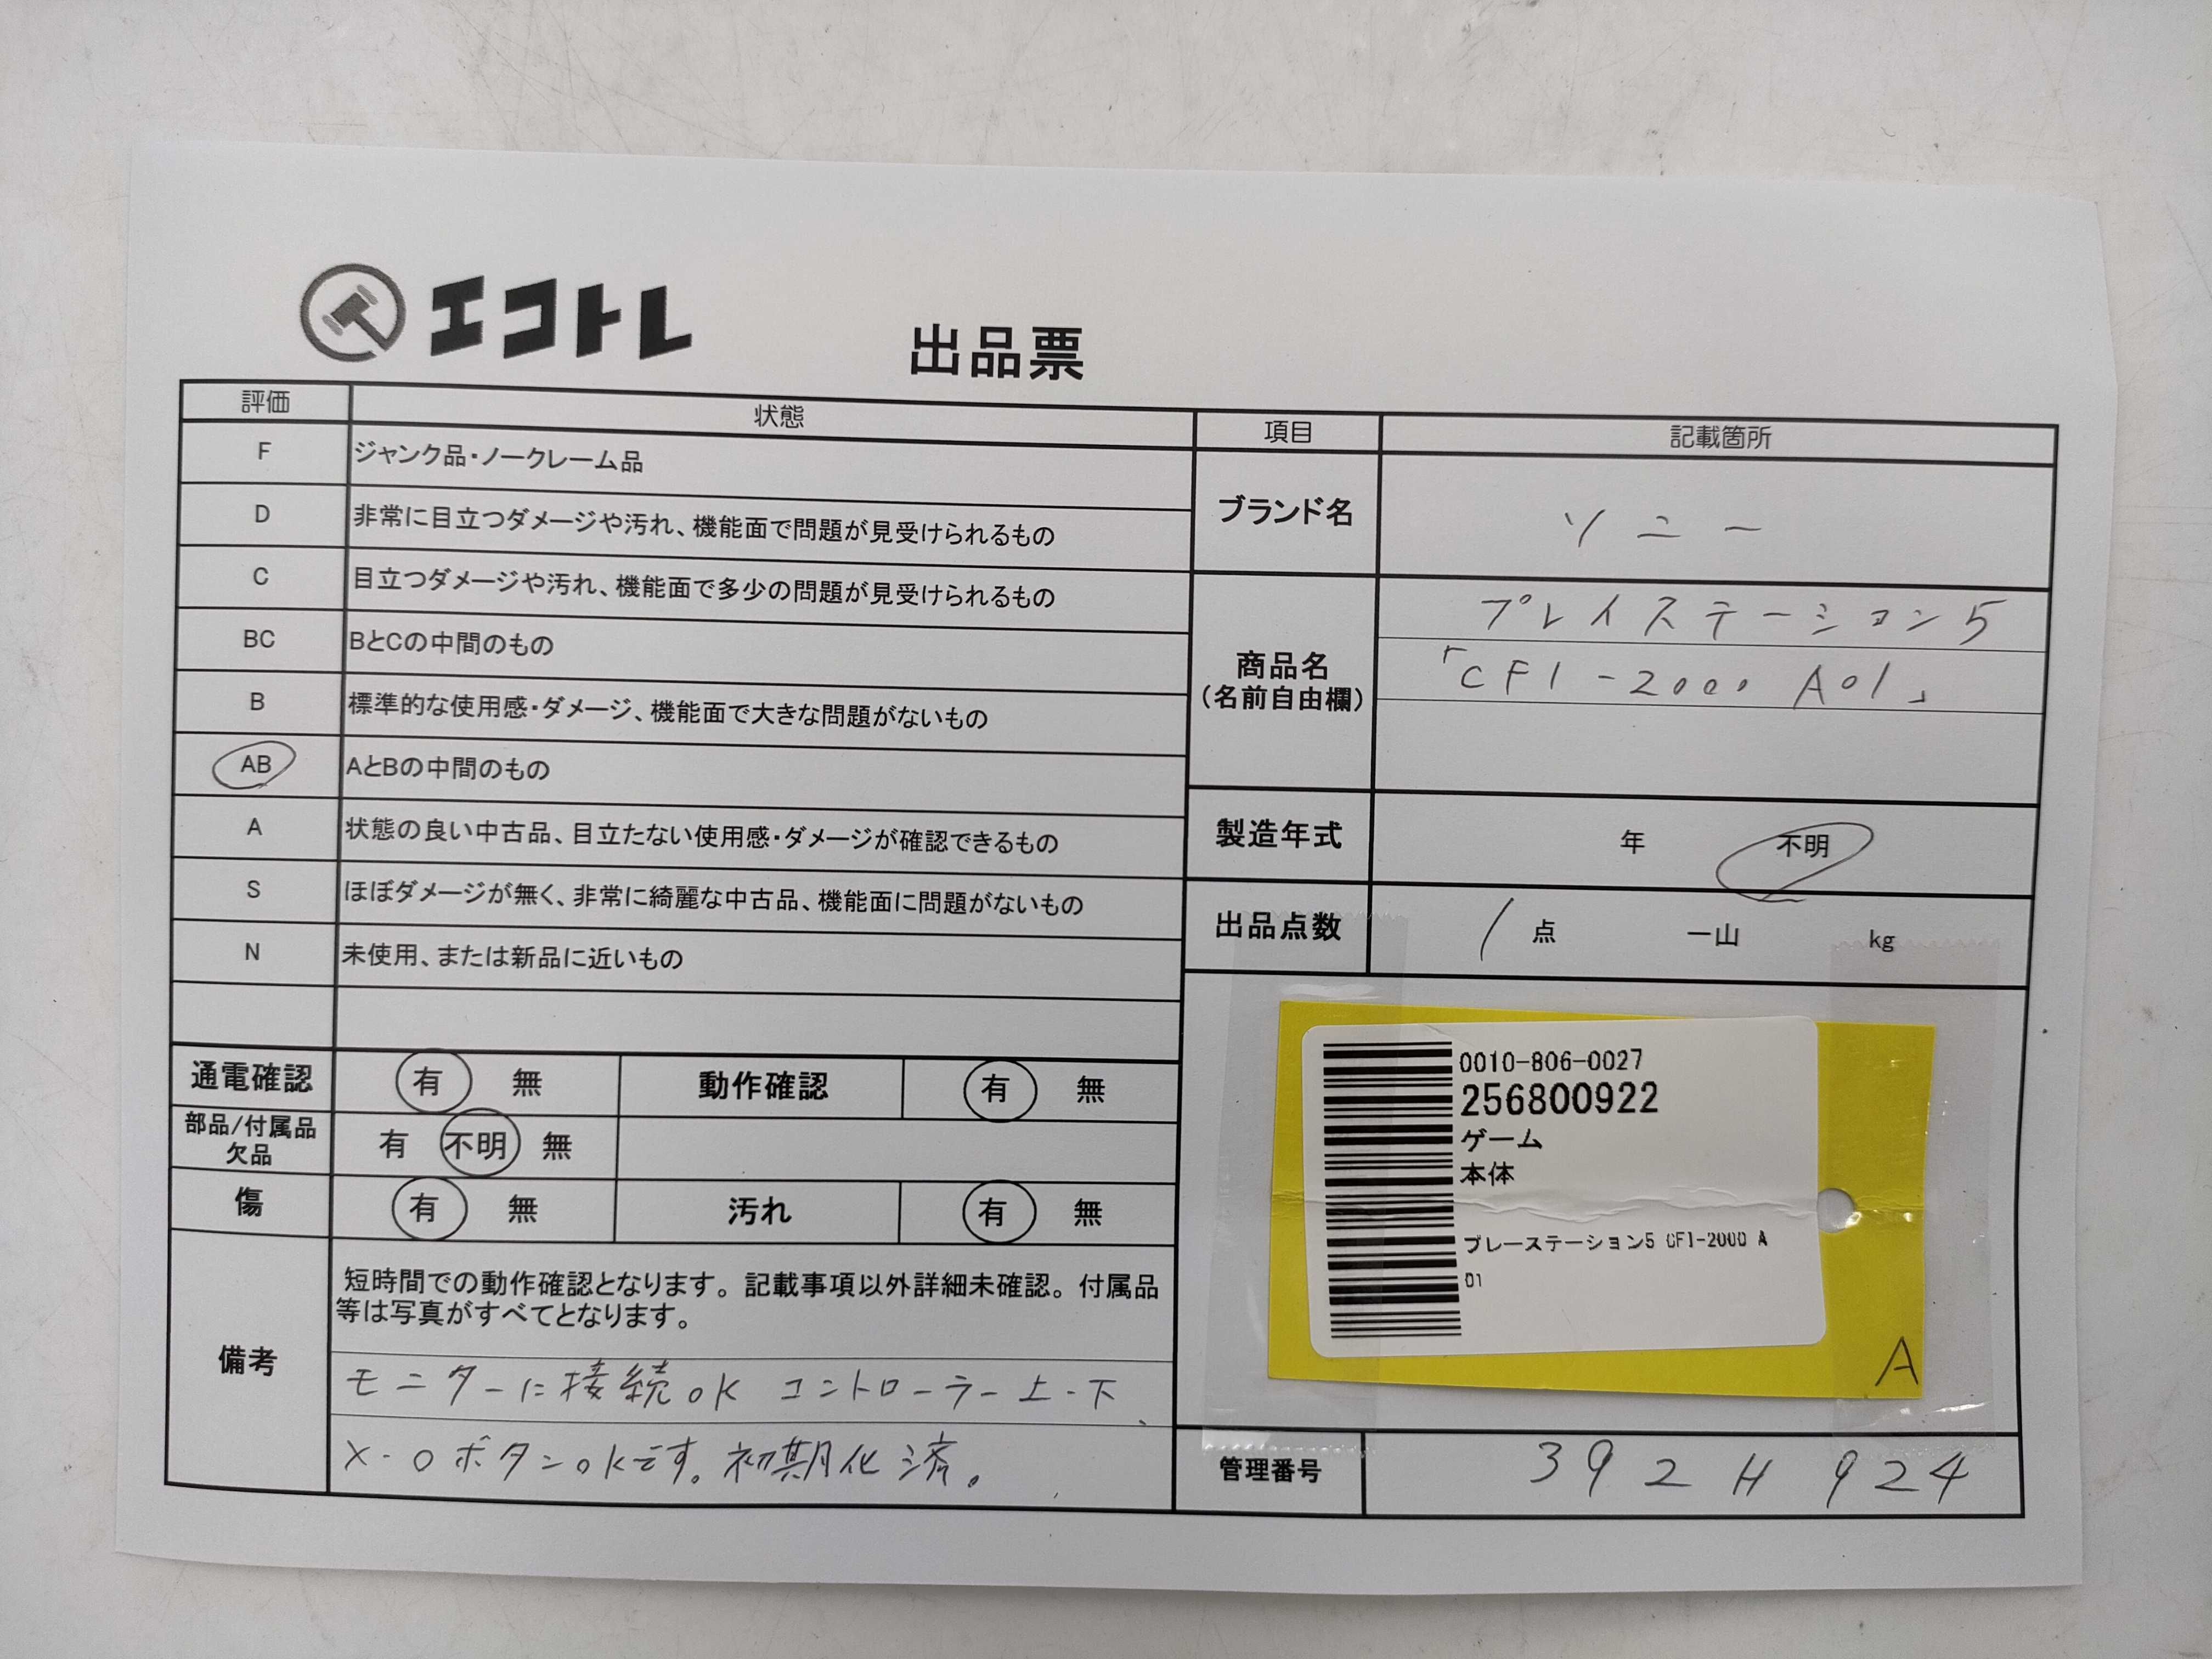 エコトレ
出品票
評価 状態
F ジャンク品・ノークレーム品
D 非常に目立つダメージや汚れ、機能面で問題が見受けられるもの
C 目立つダメージや汚れ、機能面で多少の問題が見受けられるもの
BC BとCの中間のもの
B 標準的な使用感・ダメージ、機能面で大きな問題がないもの
AB AとBの中間のもの
A 状態の良い中古品、目立たない使用感・ダメージが確認できるもの
S ほぼダメージが無く、非常に綺麗な中古品、機能面に問題がないもの
N 未使用、または新品に近いもの
通電確認 有 無 動作確認 有 無
部品/付属品
欠品
有 不明 無
傷 有 無 汚れ 有 無
備考
短時間での動作確認となります。記載事項以外詳細未確認。付属品
等は写真がすべてとなります。
モニターに接続OK コントローラー上・下、
X・Oボタンokです。初期化済。
項目 記載箇所
ブランド名 ソニー
商品名
(名前自由欄)
プレイステーション5
「CFI-2000 A01」
製造年式 年 不明
出品点数 1 点 一山 kg
0010-806-0027
256800922
ゲーム
本体
プレーステーション5 CFI-2000 A
01
A
管理番号 392H924